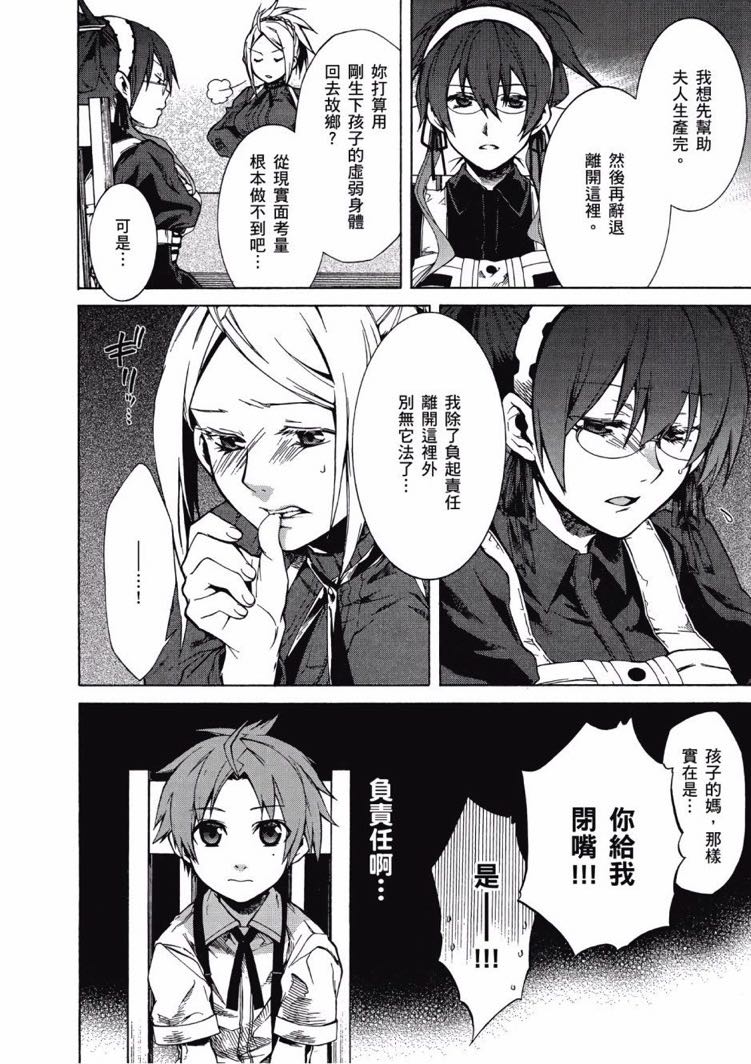 我想先幫助
夫人生產完。
然後再辭退
離開這裡。
妳打算用
剛生下孩子的虛弱身體
回去故鄉？
從現實面考量
根本做不到吧…
可是…
我除了負起責任
離開這裡外
別無它法了…
ギリッ…
——…！
孩子的媽，那樣
實在是…
你給我
閉嘴!!!
是——!!!
負責任啊…